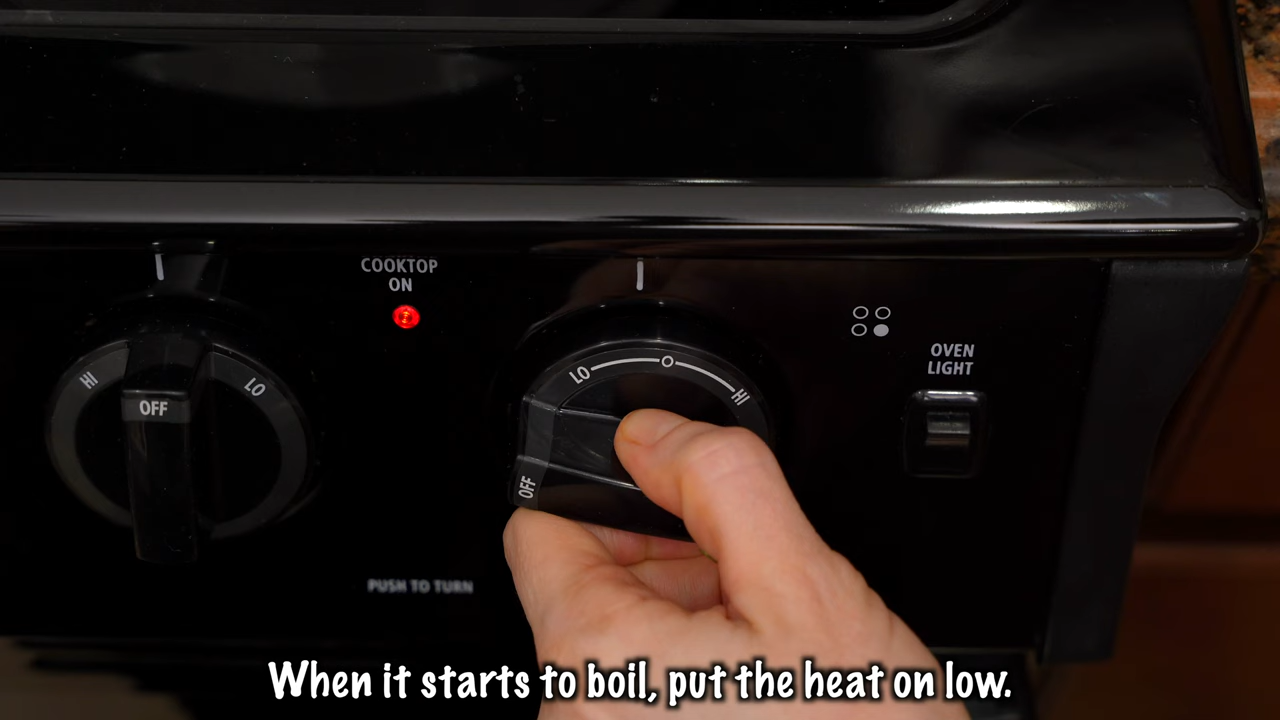 COOKTOP
ON
HI
OFF
LO
LO
HI
OFF
OVEN
LIGHT
PUSH TO TURN
When it starts to boil, put the heat on low.